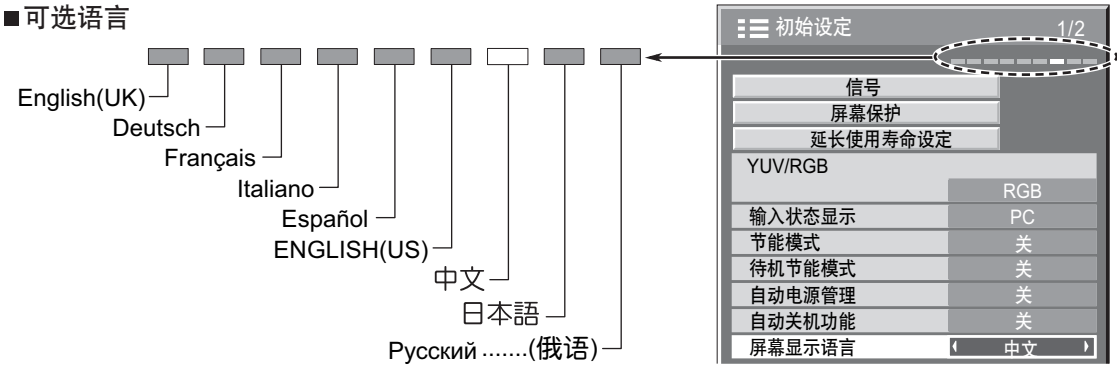 ■可选语言
English(UK)
Deutsch
Français
Italiano
Español
ENGLISH(US)
中文
日本語
Русский .......(俄语)
初始设定 1/2
信号
屏幕保护
延长使用寿命设定
YUV/RGB
RGB
输入状态显示 PC
节能模式 关
待机节能模式 关
自动电源管理 关
自动关机功能 关
屏幕显示语言 中文